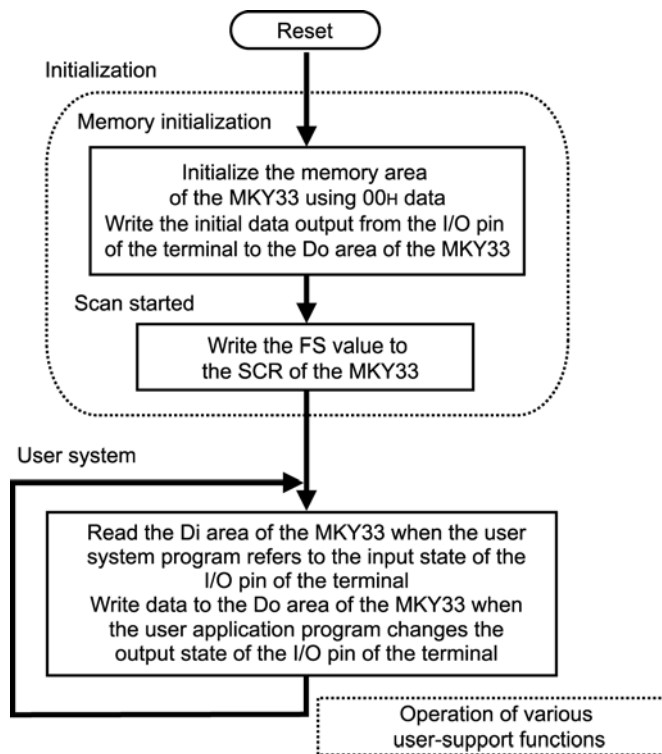 Reset
Initialization
Memory initialization
Initialize the memory area
of the MKY33 using 00H data
Write the initial data output from the I/O pin
of the terminal to the Do area of the MKY33
Scan started
Write the FS value to
the SCR of the MKY33
User system
Read the Di area of the MKY33 when the user
system program refers to the input state of the
I/O pin of the terminal
Write data to the Do area of the MKY33 when
the user application program changes the
output state of the I/O pin of the terminal
Operation of various
user-support functions